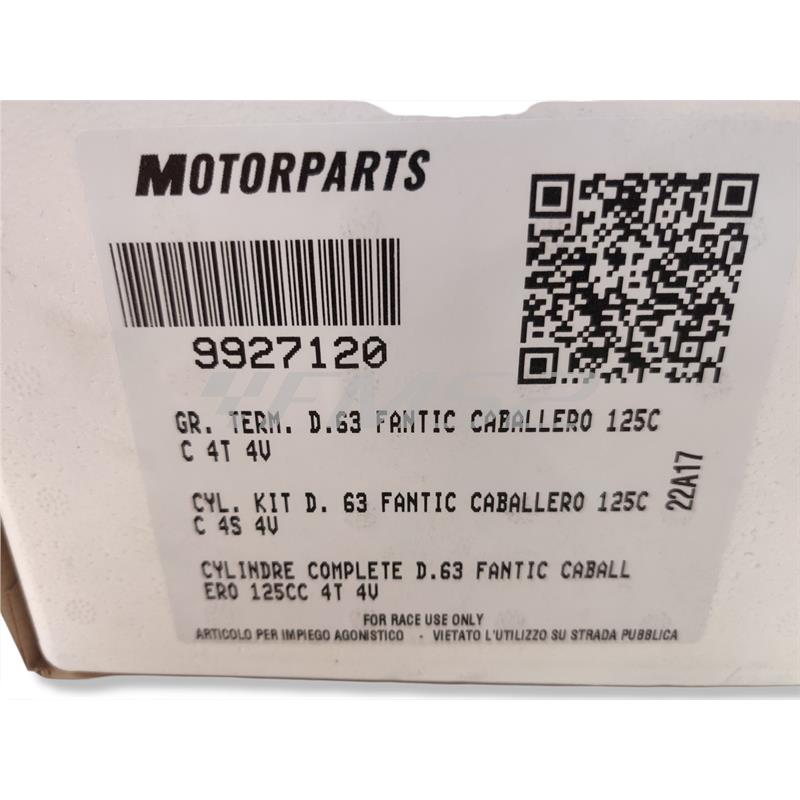 MOTORPARTS
9927120
GR. TERM. D.63 FANTIC CABALLERO 125C
C 4T 4V
CYL. KIT D. 63 FANTIC CABALLERO 125C
C 4S 4V
22A17
CYLINDRE COMPLETE D.63 FANTIC CABALL
ERO 125CC 4T 4V
FOR RACE USE ONLY
ARTICOLO PER IMPIEGO AGONISTICO - VIETATO L'UTILIZZO SU STRADA PUBBLICA